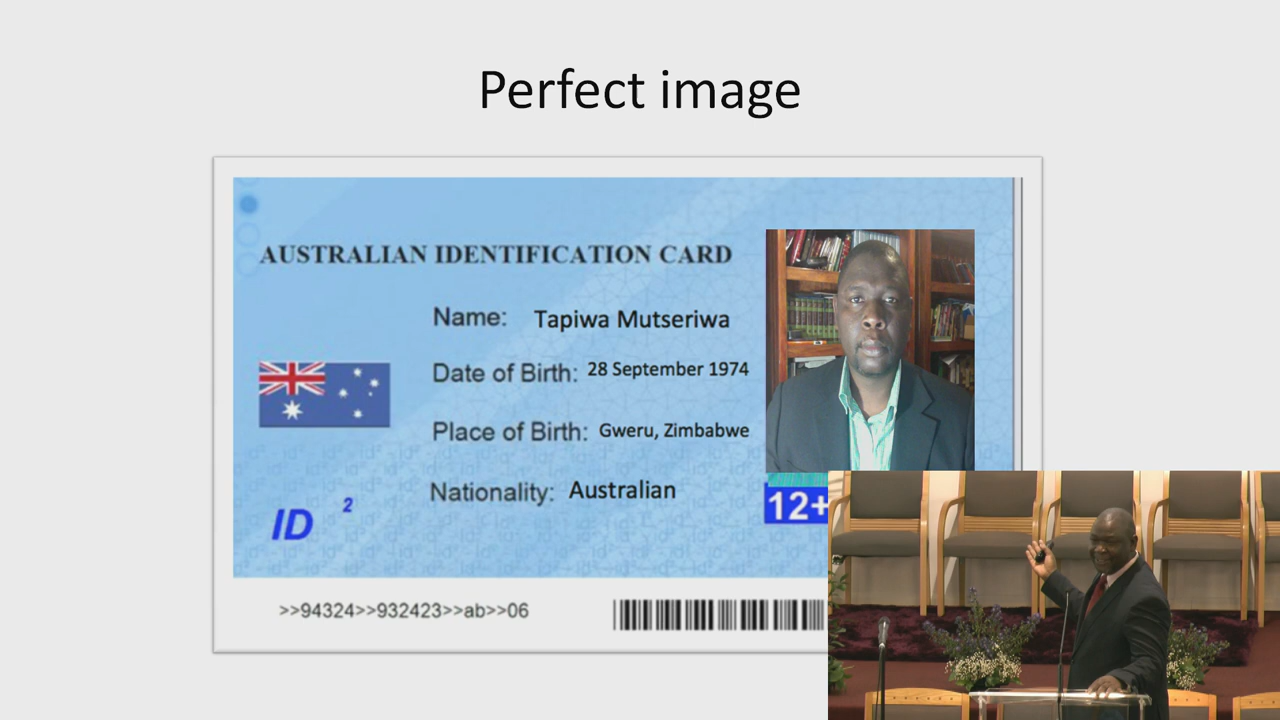 Perfect image
AUSTRALIAN IDENTIFICATION CARD
Name: Tapiwa Mutseriwa
Date of Birth: 28 September 1974
Place of Birth: Gweru, Zimbabwe
Nationality: Australian
ID 2
12+
>>94324>>932423>>ab>>06